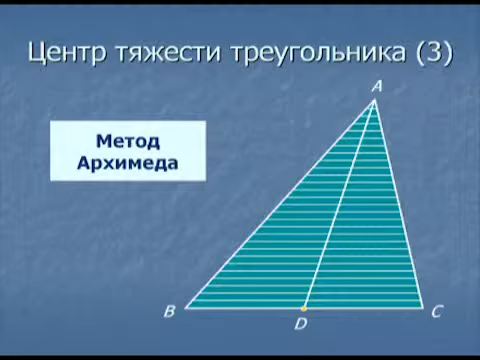 Центр тяжести треугольника (3)
A
Метод
Архимеда
B
C
D